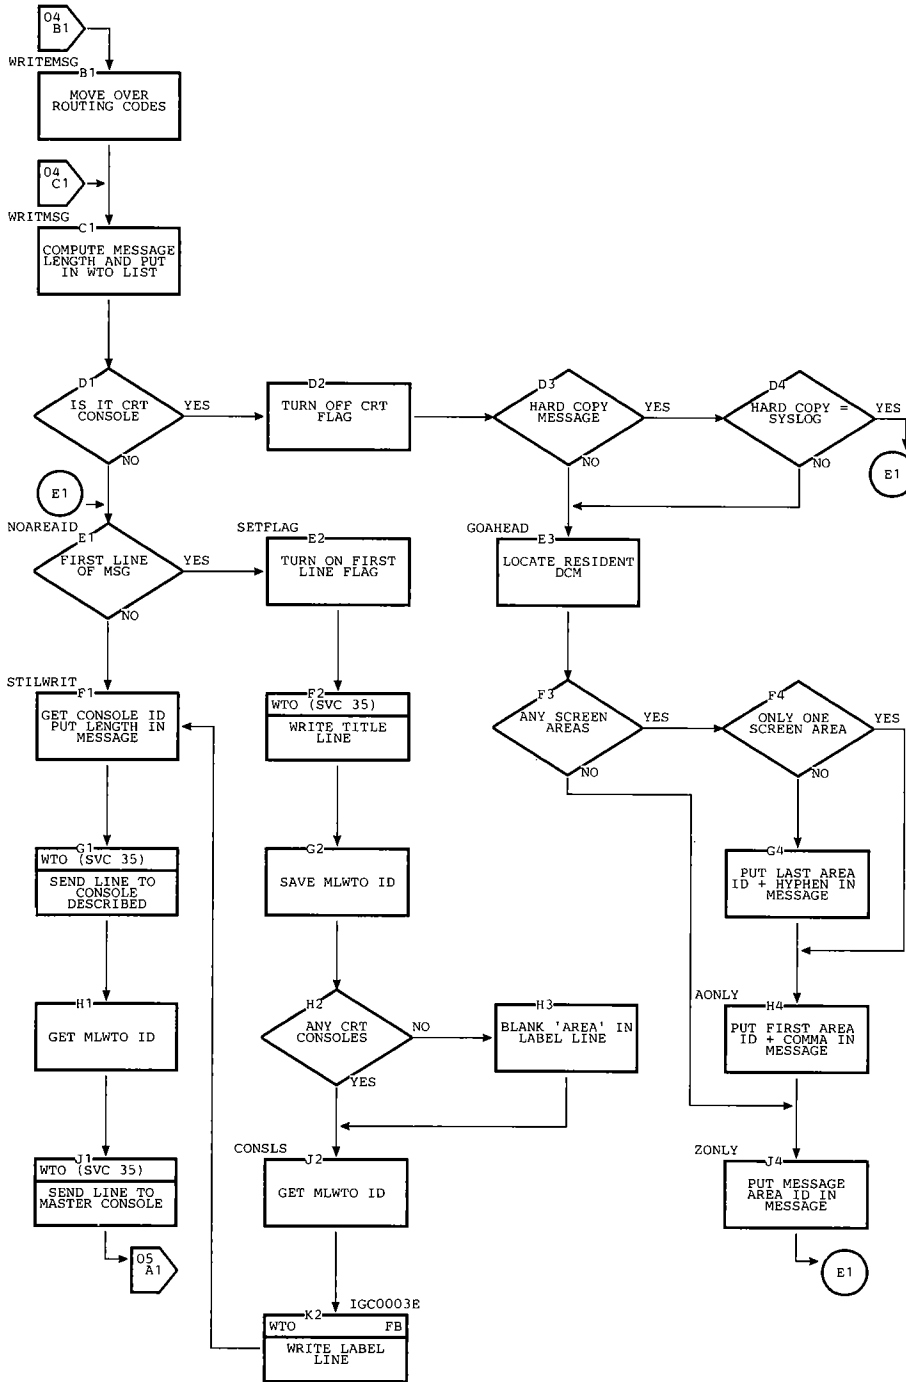 04
B1
WRITEMSG
B1
MOVE OVER
ROUTING CODES
04
C1
WRITMSG
C1
COMPUTE MESSAGE
LENGTH AND PUT
IN WTO LIST
D1
IS IT CRT
CONSOLE
YES
NO
D2
TURN OFF CRT
FLAG
D3
HARD COPY
MESSAGE
YES
NO
D4
HARD COPY =
SYSLOG
YES
NO
E1
E1
NOAREAID
E1
FIRST LINE
OF MSG
YES
NO
SETFLAG
E2
TURN ON FIRST
LINE FLAG
GOAHEAD
E3
LOCATE RESIDENT
DCM
STILWRIT
F1
GET CONSOLE ID
PUT LENGTH IN
MESSAGE
F2
WTO (SVC 35)
WRITE TITLE
LINE
F3
ANY SCREEN
AREAS
YES
NO
F4
ONLY ONE
SCREEN AREA
YES
NO
G1
WTO (SVC 35)
SEND LINE TO
CONSOLE
DESCRIBED
G2
SAVE MLWTO ID
G4
PUT LAST AREA
ID + HYPHEN IN
MESSAGE
H1
GET MLWTO ID
H2
ANY CRT
CONSOLES
NO
YES
H3
BLANK 'AREA' IN
LABEL LINE
AONLY
H4
PUT FIRST AREA
ID + COMMA IN
MESSAGE
J1
WTO (SVC 35)
SEND LINE TO
MASTER CONSOLE
CONSLS
J2
GET MLWTO ID
ZONLY
J4
PUT MESSAGE
AREA ID IN
MESSAGE
05
A1
E1
IGC0003E
K2
WTO FB
WRITE LABEL
LINE